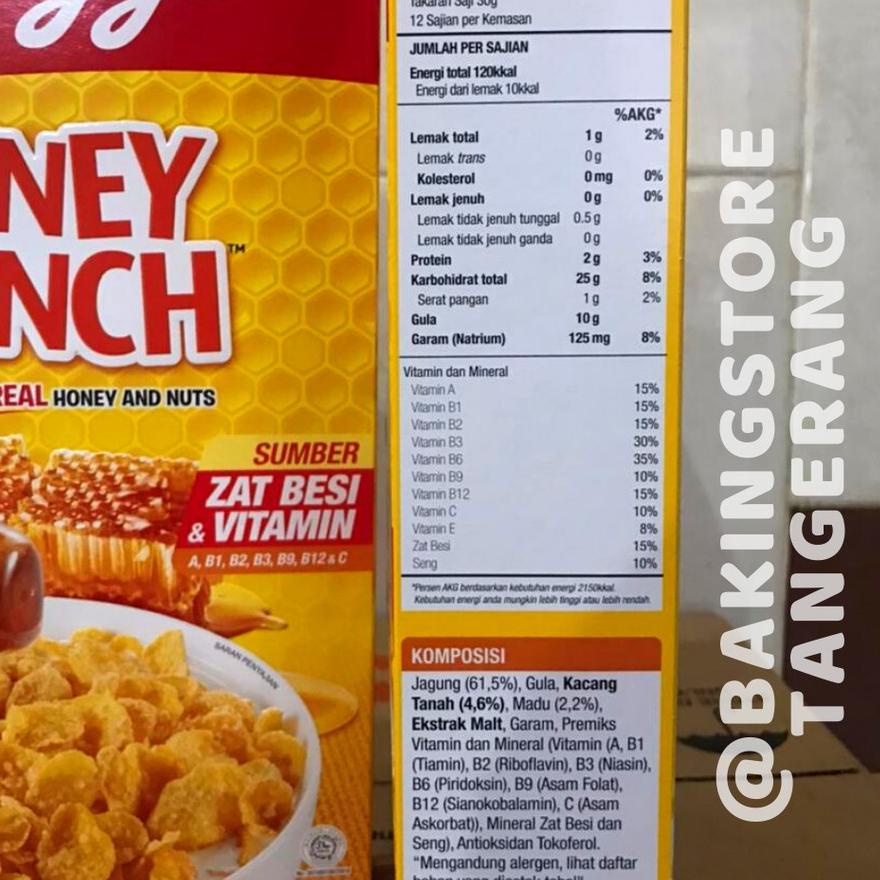 NEY
NCH
™
REAL HONEY AND NUTS
SUMBER
ZAT BESI
& VITAMIN
A, B1, B2, B3, B9, B12 & C
SARAN PENYAJIAN
Takaran Saji 30g
12 Sajian per Kemasan
JUMLAH PER SAJIAN
Energi total 120kkal
Energi dari lemak 10kkal
%AKG*
Lemak total 1 g 2%
Lemak trans 0 g
Kolesterol 0 mg 0%
Lemak jenuh 0 g 0%
Lemak tidak jenuh tunggal 0.5 g
Lemak tidak jenuh ganda 0 g
Protein 2 g 3%
Karbohidrat total 25 g 8%
Serat pangan 1 g 2%
Gula 10 g
Garam (Natrium) 125 mg 8%
Vitamin dan Mineral
Vitamin A 15%
Vitamin B1 15%
Vitamin B2 15%
Vitamin B3 30%
Vitamin B6 35%
Vitamin B9 10%
Vitamin B12 15%
Vitamin C 10%
Vitamin E 8%
Zat Besi 15%
Seng 10%
*Persen AKG berdasarkan kebutuhan energi 2150kkal.
Kebutuhan energi anda mungkin lebih tinggi atau lebih rendah.
KOMPOSISI
Jagung (61,5%), Gula, Kacang
Tanah (4,6%), Madu (2,2%),
Ekstrak Malt, Garam, Premiks
Vitamin dan Mineral (Vitamin (A, B1
(Tiamin), B2 (Riboflavin), B3 (Niasin),
B6 (Piridoksin), B9 (Asam Folat),
B12 (Sianokobalamin), C (Asam
Askorbat)), Mineral Zat Besi dan
Seng), Antioksidan Tokoferol.
"Mengandung alergen, lihat daftar
@BAKINGSTORE
TANGERANG